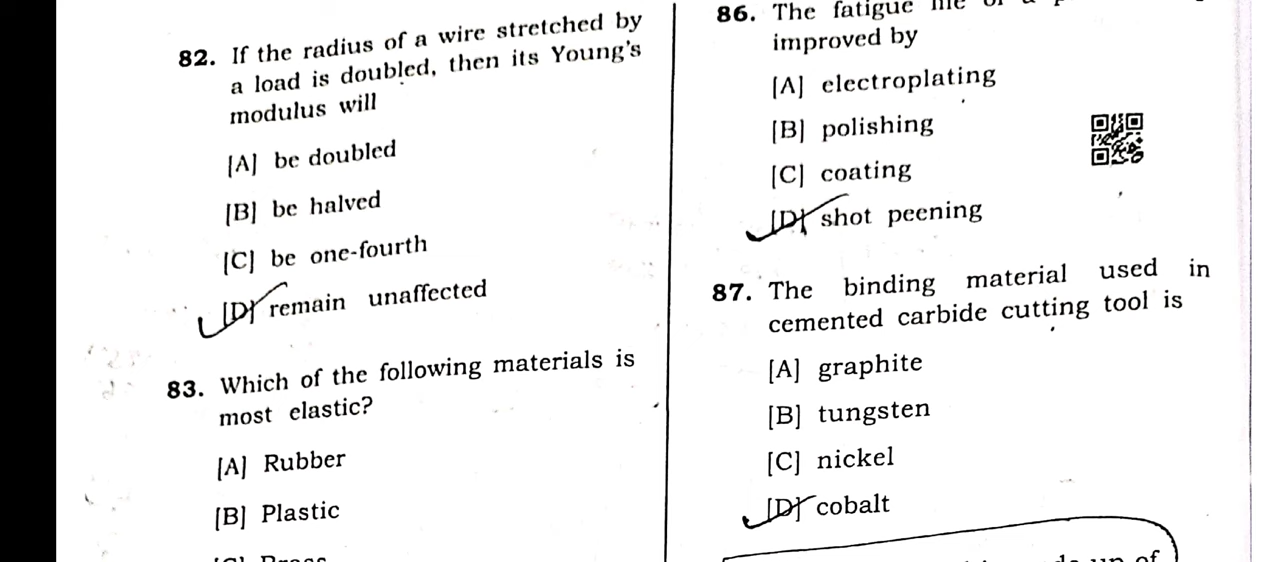 82. If the radius of a wire stretched by
a load is doubled, then its Young's
modulus will
[A] be doubled
[B] be halved
[C] be one-fourth
[D] remain unaffected
83. Which of the following materials is
most elastic?
[A] Rubber
[B] Plastic
86. The fatigue
improved by
[A] electroplating
[B] polishing
[C] coating
[D] shot peening
87. The binding material used in
cemented carbide cutting tool is
[A] graphite
[B] tungsten
[C] nickel
[D] cobalt
up of